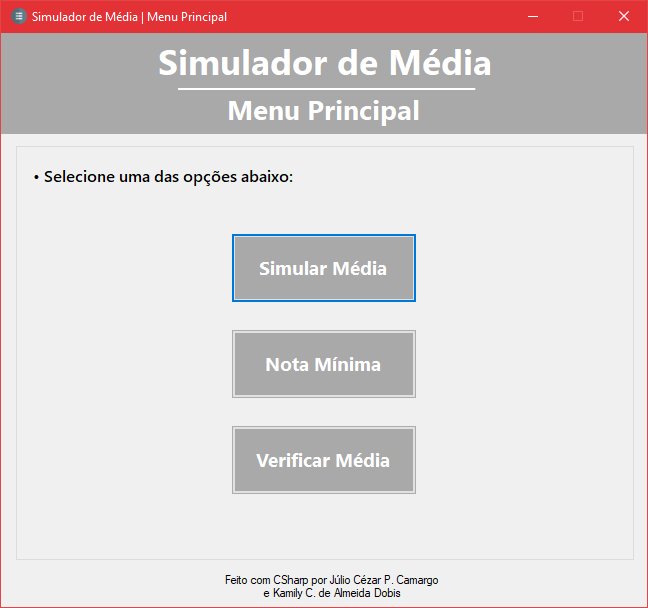 Simulador de Média | Menu Principal
Simulador de Média
Menu Principal
• Selecione uma das opções abaixo:
Simular Média
Nota Mínima
Verificar Média
Feito com CSharp por Júlio Cézar P. Camargo
e Kamily C. de Almeida Dobis